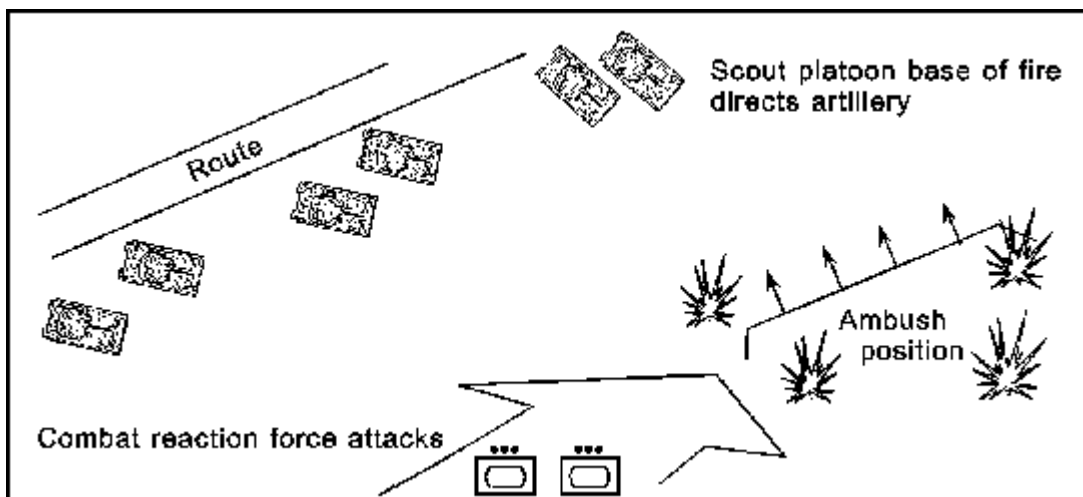 Scout platoon base of fire
directs artillery
Route
Ambush
position
Combat reaction force attacks